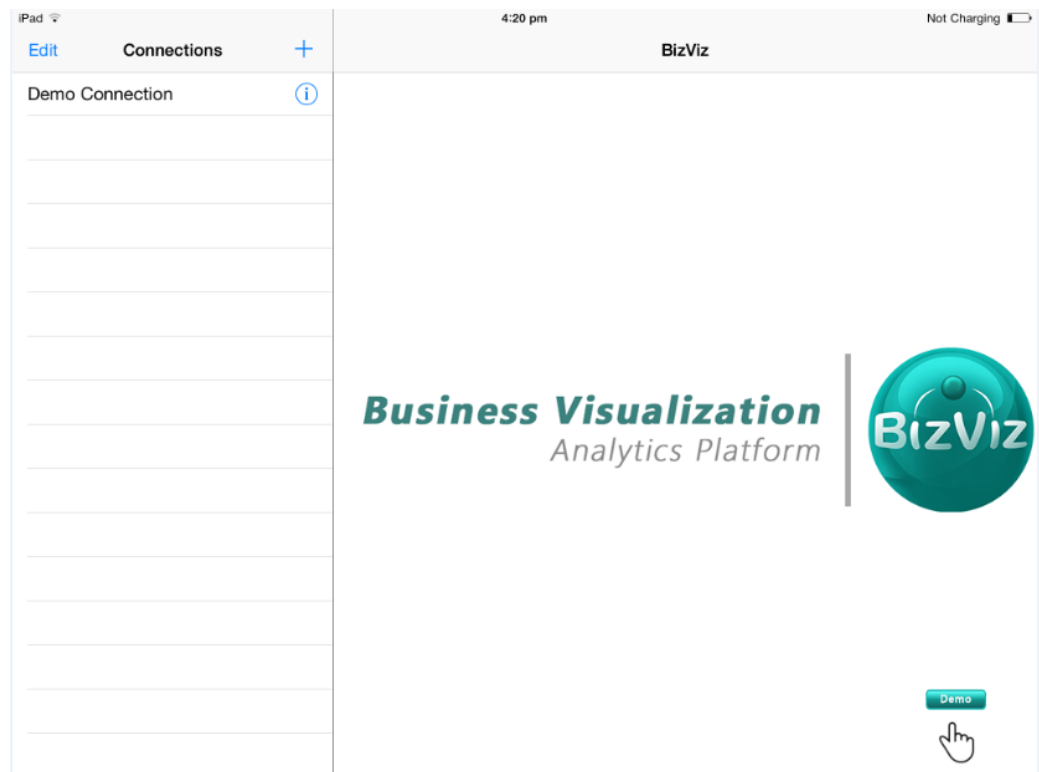 iPad 4:20 pm Not Charging
Edit Connections + BizViz
Demo Connection i
Business Visualization
Analytics Platform
BizViz
Demo